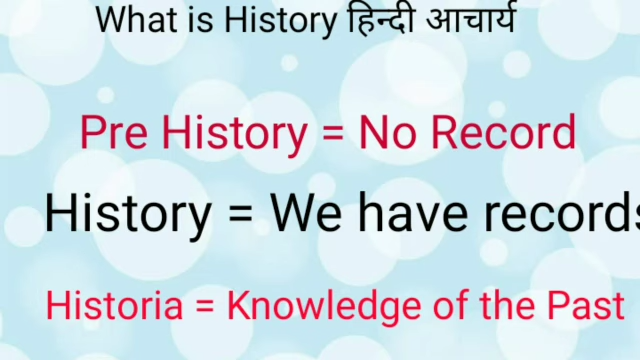 What is History हिन्दी आचार्य
Pre History = No Record
History = We have records
Historia = Knowledge of the Past